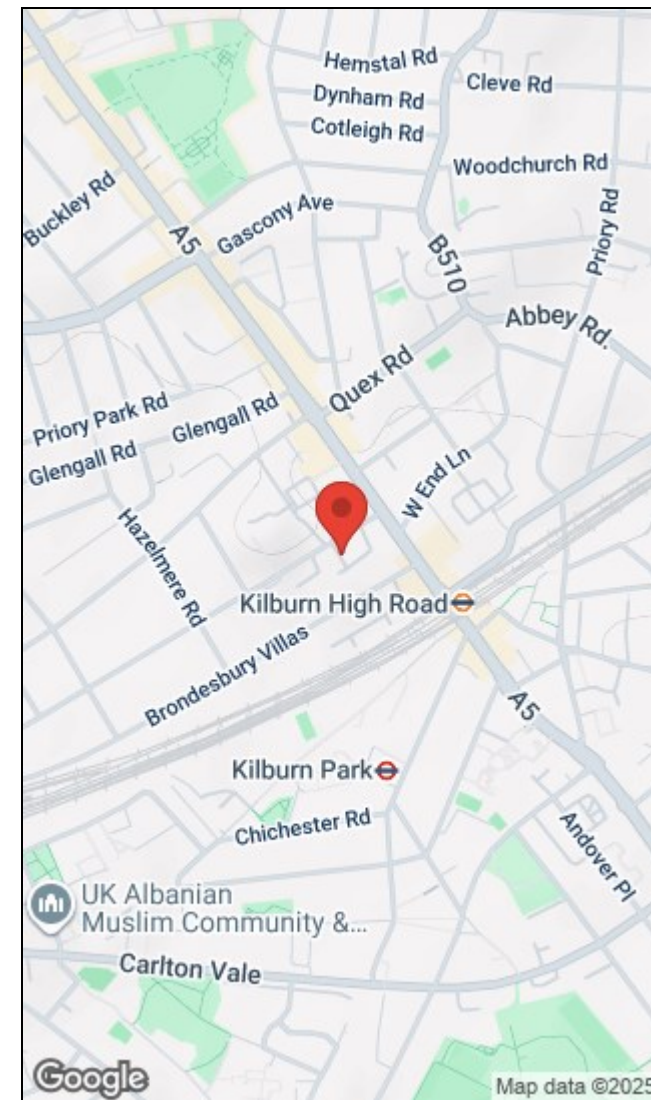 Hemstal Rd
Cleve Rd
Dynham Rd
Cotleigh Rd
Woodchurch Rd
Buckley Rd
Gascony Ave
Priory Rd
A5
B510
Abbey Rd.
Quex Rd
Priory Park Rd
Glengall Rd
Glengall Rd
W End Ln
Hazelmere Rd
Kilburn High Road
Brondesbury Villas
A5
Kilburn Park
Chichester Rd
Andover Pl
UK Albanian
Muslim Community &...
Carlton Vale
Google
Map data ©2025